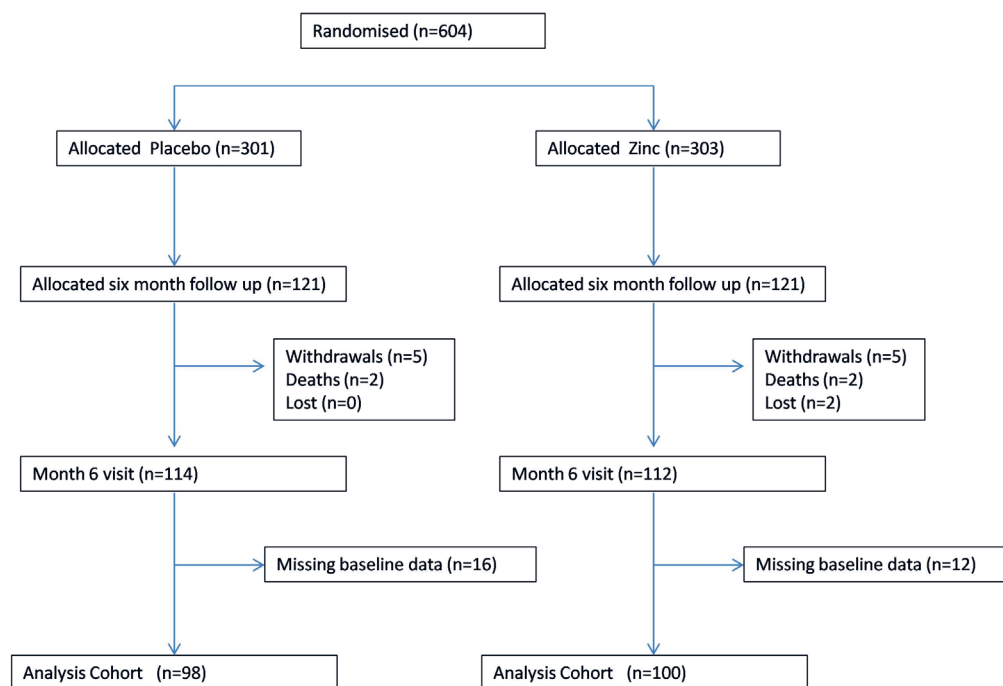 Randomised (n=604)
Allocated Placebo (n=301)
Allocated Zinc (n=303)
Allocated six month follow up (n=121)
Allocated six month follow up (n=121)
Withdrawals (n=5)
Deaths (n=2)
Lost (n=0)
Withdrawals (n=5)
Deaths (n=2)
Lost (n=2)
Month 6 visit (n=114)
Month 6 visit (n=112)
Missing baseline data (n=16)
Missing baseline data (n=12)
Analysis Cohort (n=98)
Analysis Cohort (n=100)